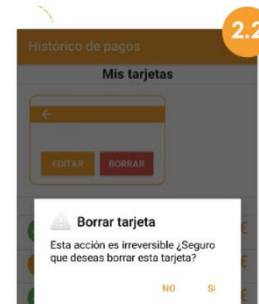 2.2
Histórico de pagos
Mis tarjetas
EDITAR BORRAR
Borrar tarjeta
Esta acción es irreversible ¿Seguro
que deseas borrar esta tarjeta?
NO SI